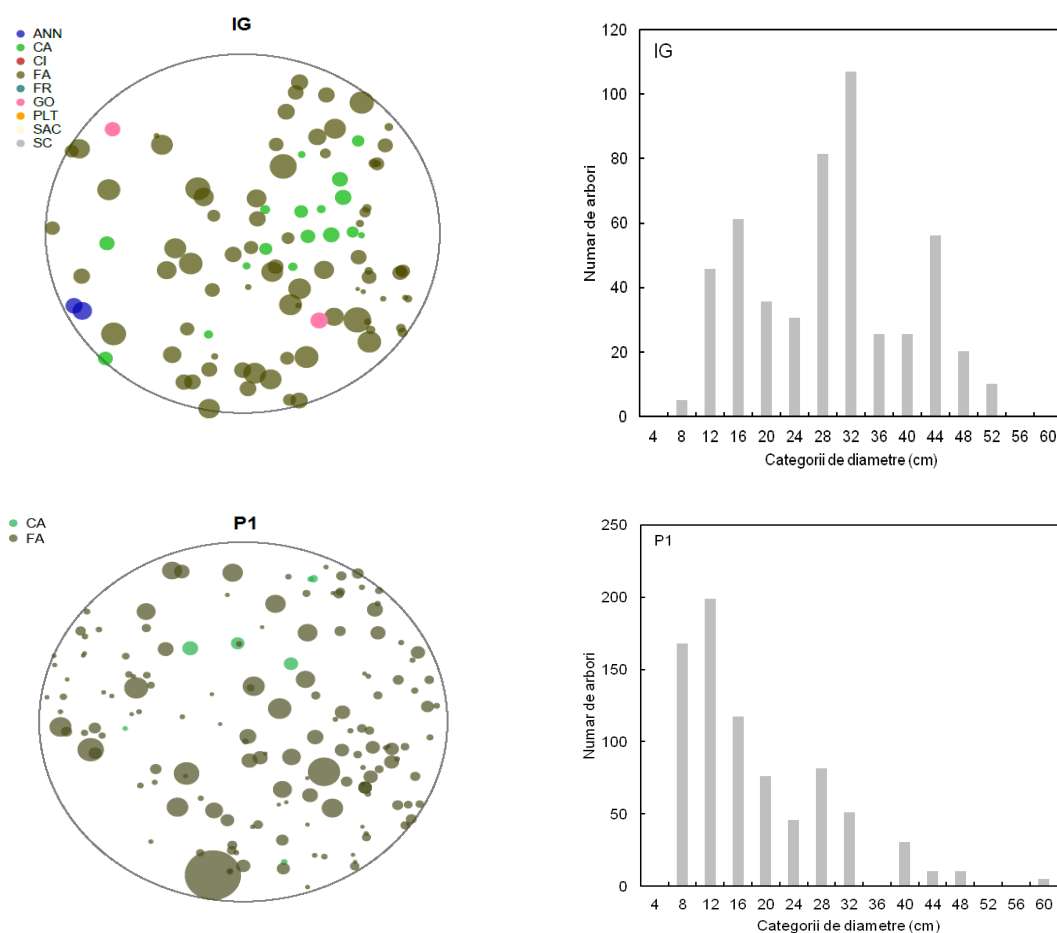 IG
ANN
CA
CI
FA
FR
GO
PLT
SAC
SC
120
100
80
60
40
20
0
Numar de arbori
IG
4 8 12 16 20 24 28 32 36 40 44 48 52 56 60
Categorii de diametre (cm)
P1
CA
FA
250
200
150
100
50
0
Numar de arbori
P1
4 8 12 16 20 24 28 32 36 40 44 48 52 56 60
Categorii de diametre (cm)